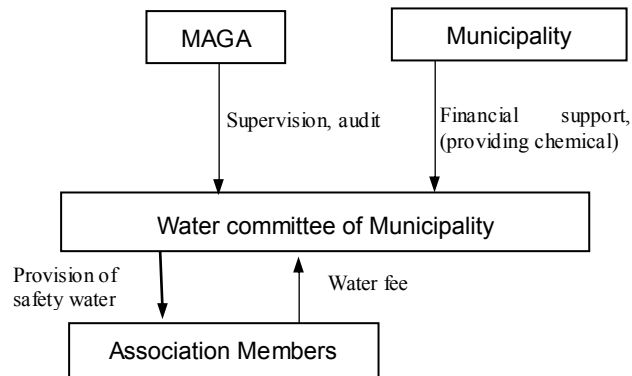 MAGA
Municipality
Supervision, audit
Financial support,
(providing chemical)
Water committee of Municipality
Provision of
safety water
Water fee
Association Members